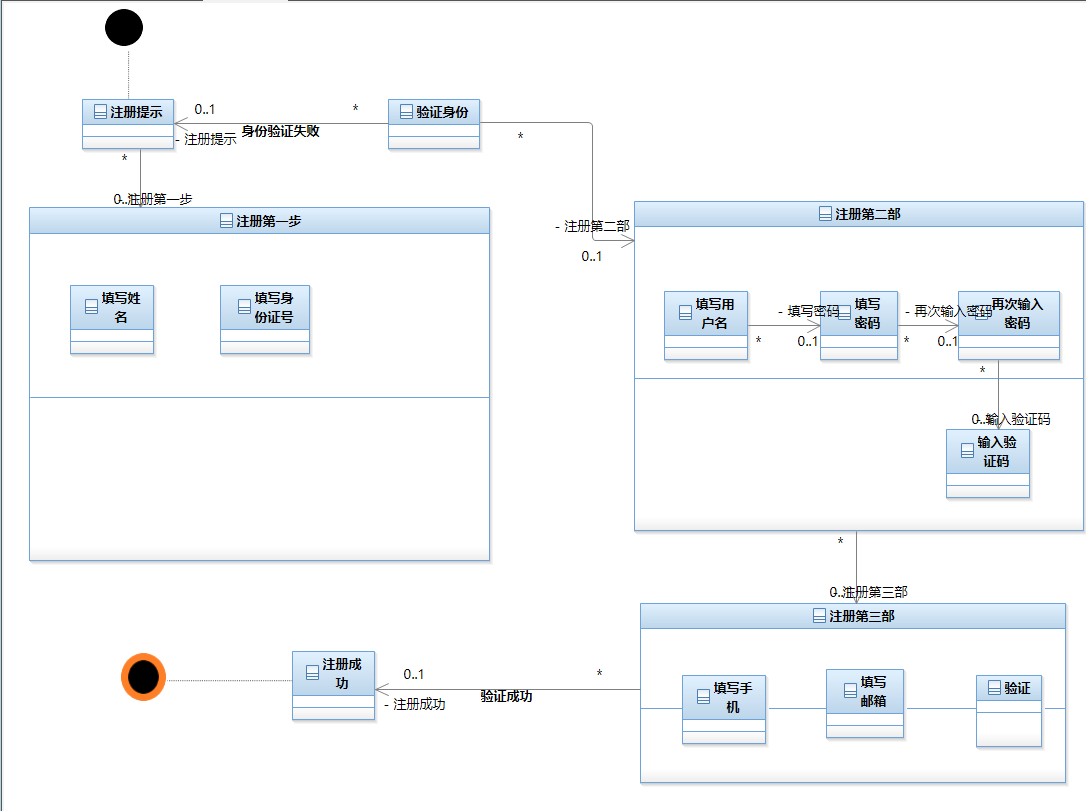 注册提示
0..1
*
验证身份
- 注册提示
身份验证失败
*
*
0..
- 注册第一步
注册第一步
填写姓
名
填写身
份证号
- 注册第二部
0..1
注册第二部
填写用
户名
- 填写密码
*
0..1
填写
密码
- 再次输入密码
*
0..1
再次输入
密码
*
0..
- 输入验证码
输入验
证码
*
0..
- 注册第三部
注册第三部
填写手
机
填写
邮箱
验证
*
验证成功
0..1
- 注册成功
注册成
功